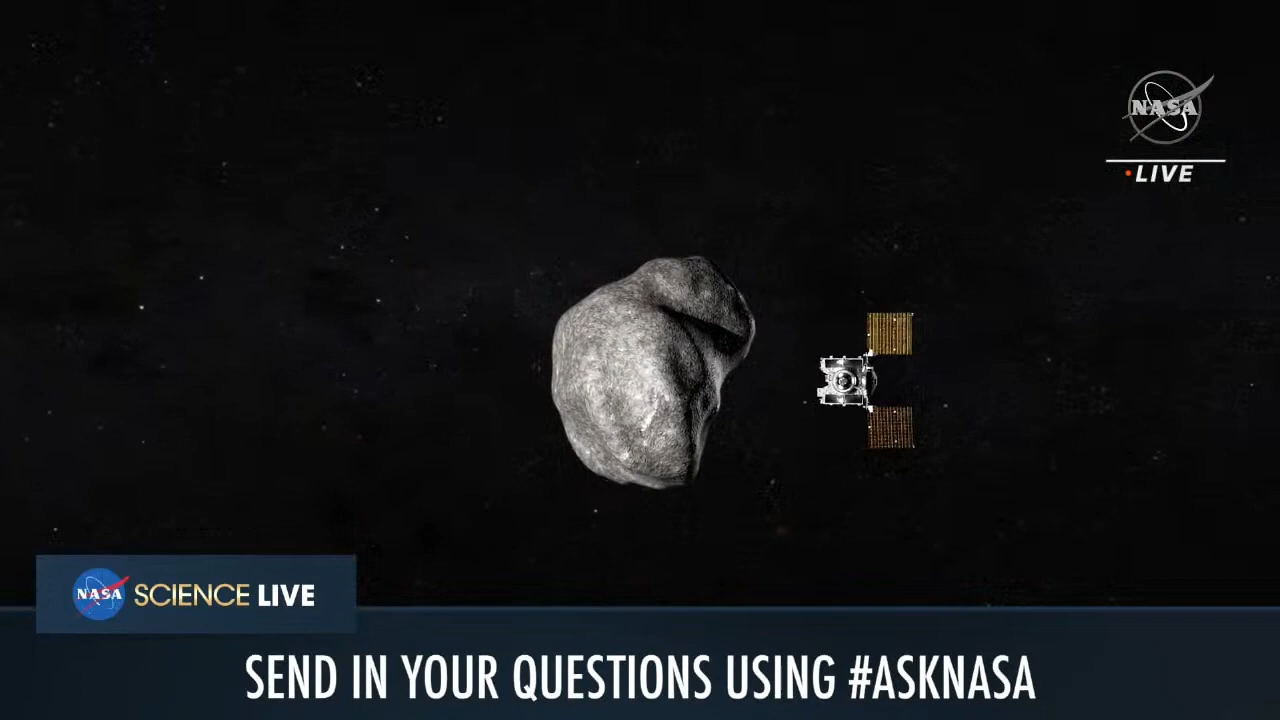 NASA
LIVE
NASA SCIENCE LIVE
SEND IN YOUR QUESTIONS USING #ASKNASA